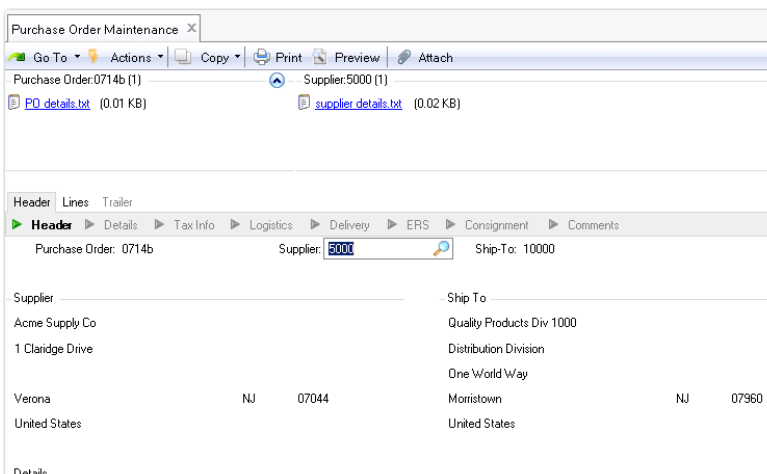 Purchase Order Maintenance X
Go To Actions Copy Print Preview Attach
Purchase Order:0714b (1) Supplier:5000 (1)
PO details.txt (0.01 KB) supplier details.txt (0.02 KB)
Header Lines Trailer
Header Details Tax Info Logistics Delivery ERS Consignment Comments
Purchase Order: 0714b Supplier: 5000 Ship-To: 10000
Supplier Ship To
Acme Supply Co Quality Products Div 1000
1 Claridge Drive Distribution Division
One World Way
Verona NJ 07044 Morristown NJ 07960
United States United States
Details